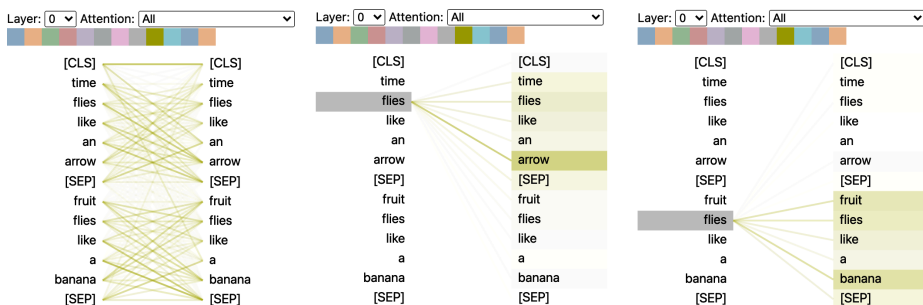 Layer: 0 Attention: All
[CLS] [CLS]
time time
flies flies
like like
an an
arrow arrow
[SEP] [SEP]
fruit fruit
flies flies
like like
a a
banana banana
[SEP] [SEP]
Layer: 0 Attention: All
[CLS] [CLS]
time time
flies flies
like like
an an
arrow arrow
[SEP] [SEP]
fruit fruit
flies flies
like like
a a
banana banana
[SEP] [SEP]
Layer: 0 Attention: All
[CLS] [CLS]
time time
flies flies
like like
an an
arrow arrow
[SEP] [SEP]
fruit fruit
flies flies
like like
a a
banana banana
[SEP] [SEP]